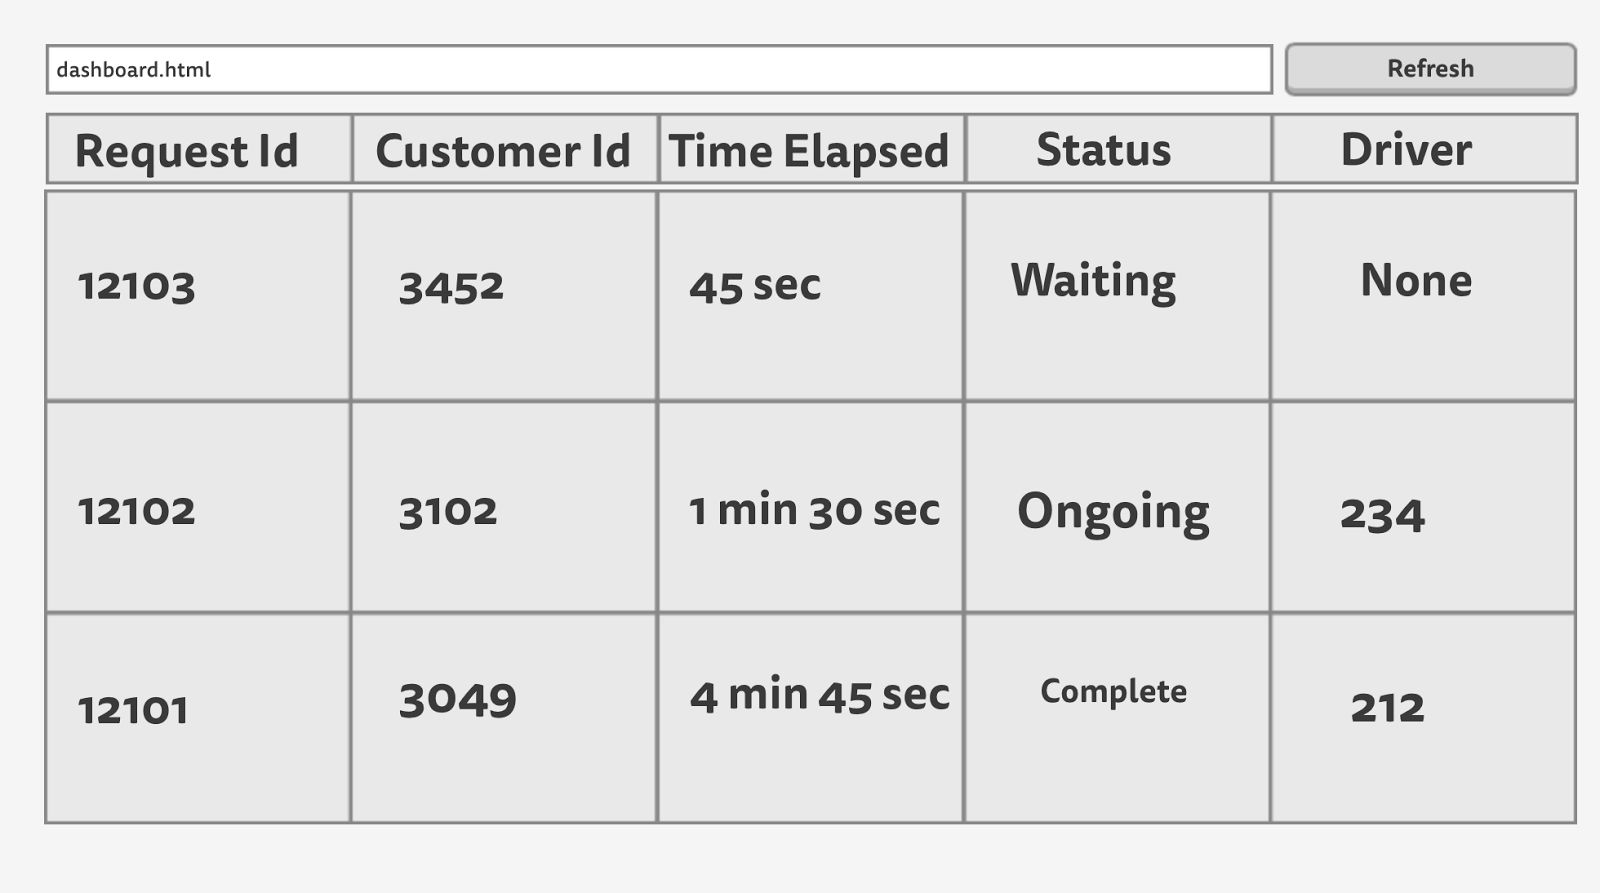 dashboard.html Refresh
Request Id Customer Id Time Elapsed Status Driver
12103 3452 45 sec Waiting None
12102 3102 1 min 30 sec Ongoing 234
12101 3049 4 min 45 sec Complete 212